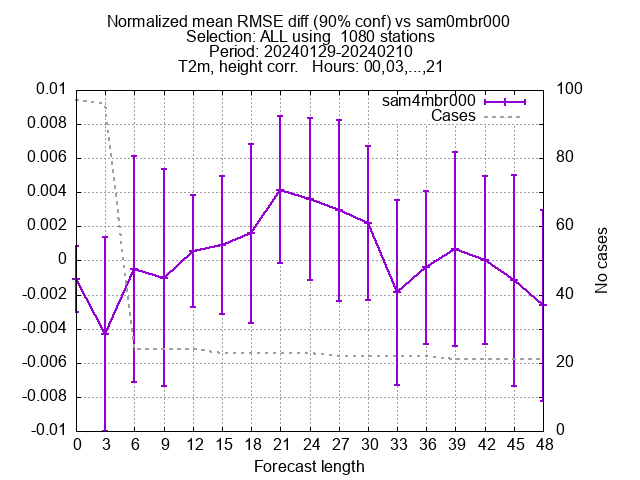 Normalized mean RMSE diff (90% conf) vs sam0mbr000
Selection: ALL using  1080 stations
Period: 20240129-20240210
T2m, height corr.   Hours: 00,03,...,21
sam4mbr000
Cases
0.01
0.008
0.006
0.004
0.002
0
-0.002
-0.004
-0.006
-0.008
-0.01
100
80
60
40
20
0
No cases
0 3 6 9 12 15 18 21 24 27 30 33 36 39 42 45 48
Forecast length